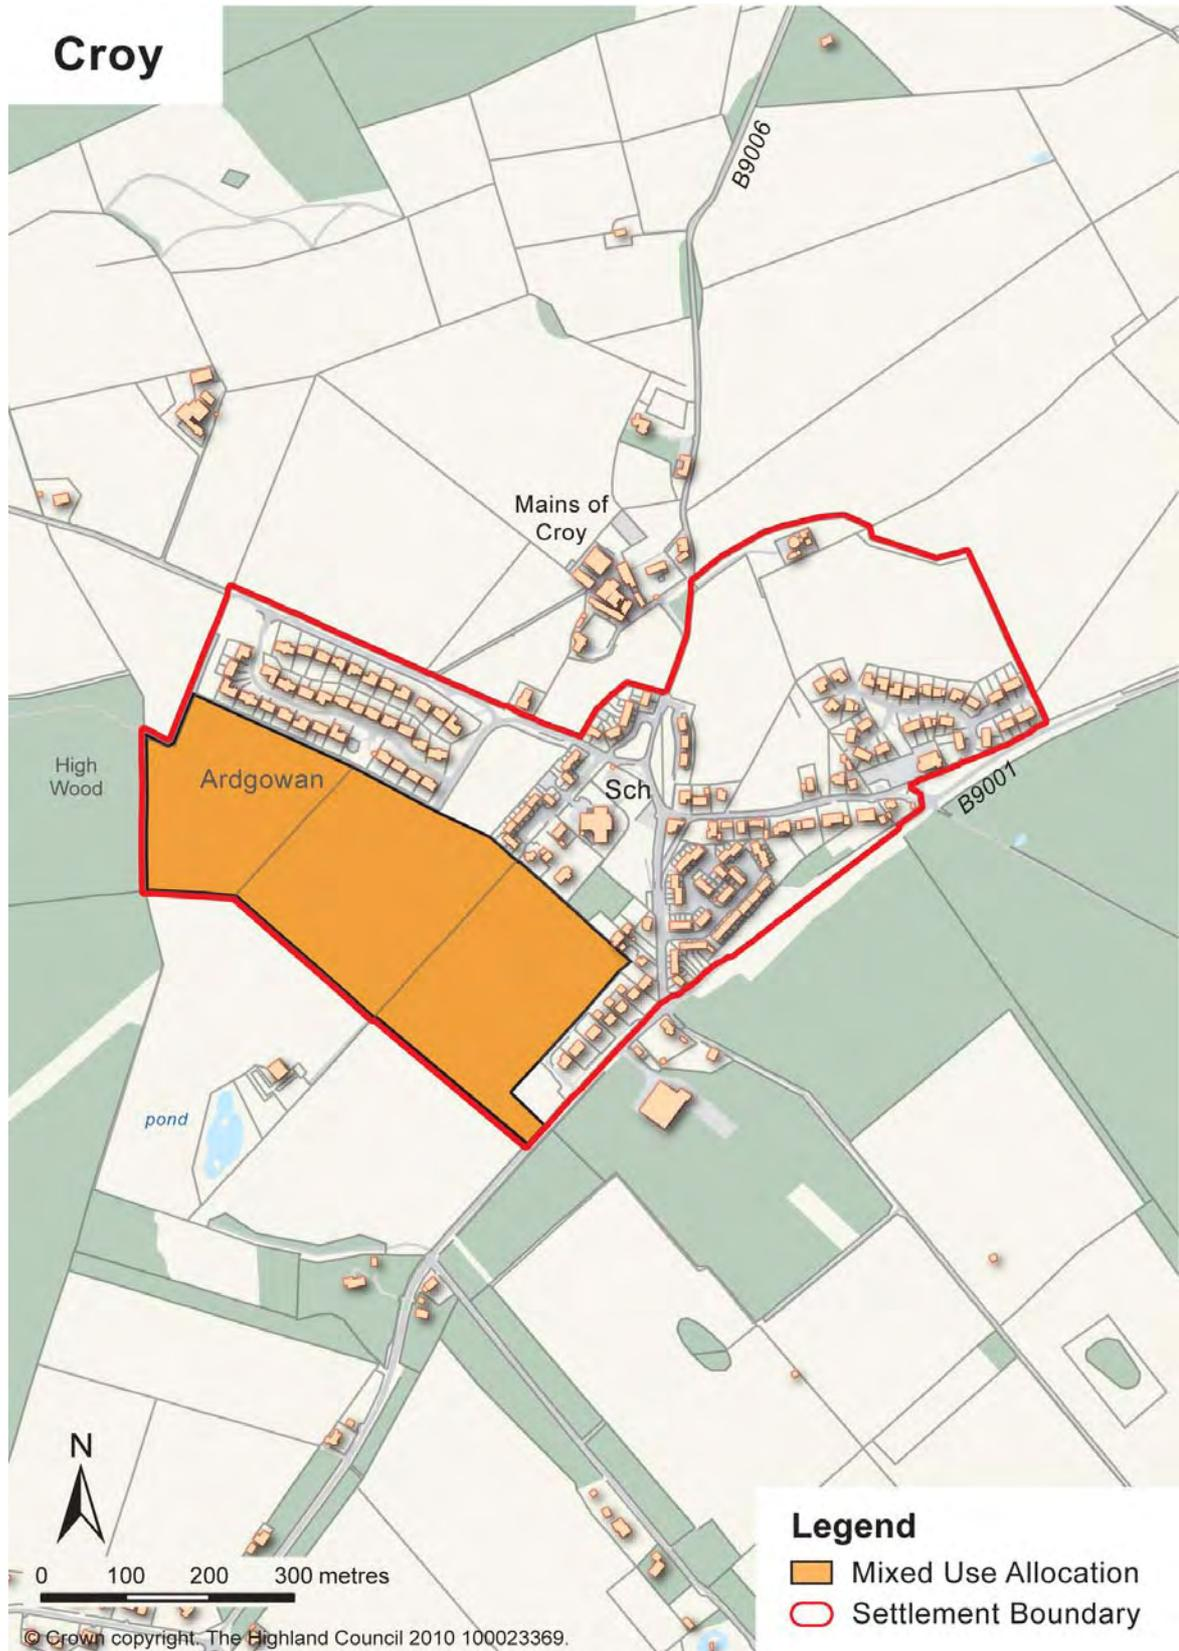 Croy
B9006
Mains of
Croy
High
Wood
Ardgowan
Sch
B9001
pond
N
0 100 200 300 metres
Legend
Mixed Use Allocation
Settlement Boundary
© Crown copyright. The Highland Council 2010 100023369.